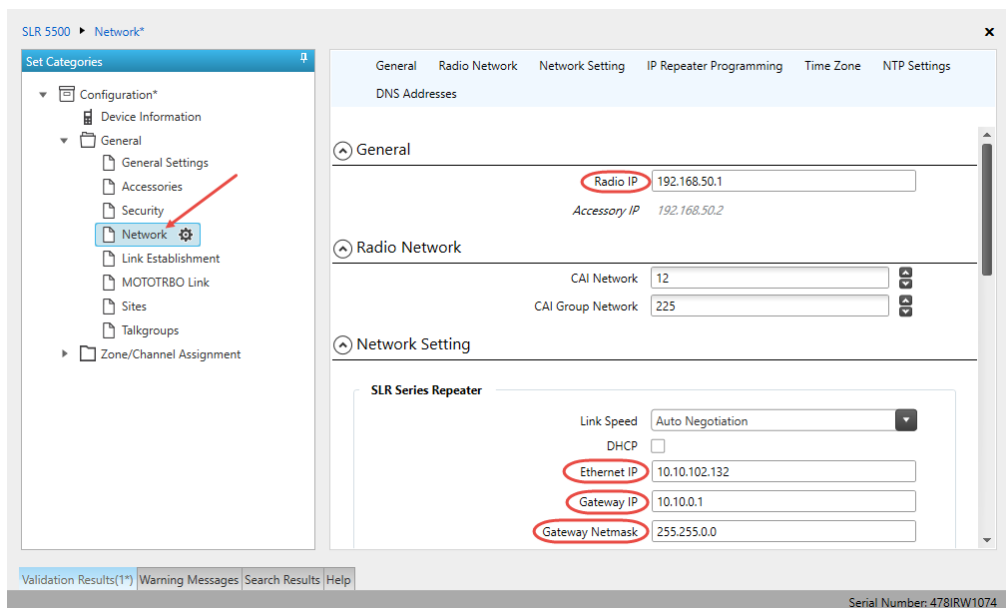 SLR 5500 Network*
Set Categories
Configuration*
Device Information
General
General Settings
Accessories
Security
Network
Link Establishment
MOTOTRBO Link
Sites
Talkgroups
Zone/Channel Assignment
General Radio Network Network Setting IP Repeater Programming Time Zone NTP Settings
DNS Addresses
General
Radio IP 192.168.50.1
Accessory IP 192.168.50.2
Radio Network
CAI Network 12
CAI Group Network 225
Network Setting
SLR Series Repeater
Link Speed Auto Negotiation
DHCP
Ethernet IP 10.10.102.132
Gateway IP 10.10.0.1
Gateway Netmask 255.255.0.0
Validation Results(1*) Warning Messages Search Results Help
Serial Number: 478IRW1074